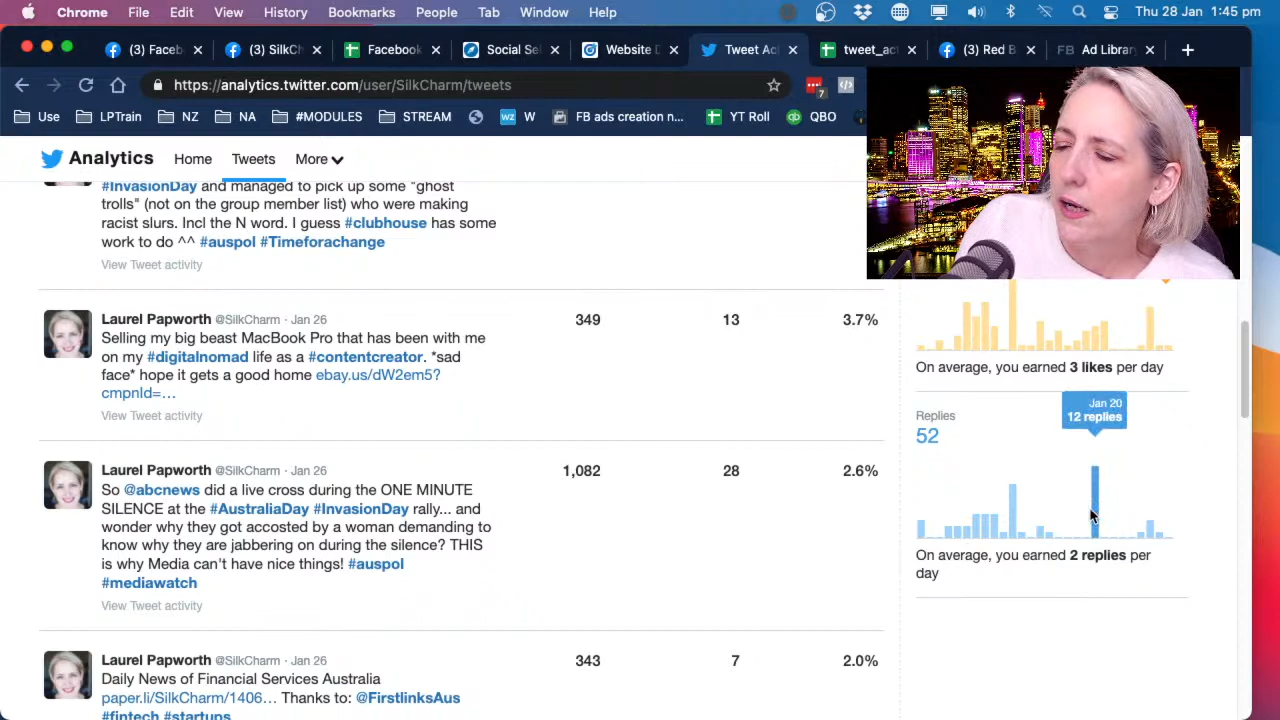 Chrome File Edit View History Bookmarks People Tab Window Help Thu 28 Jan 1:45 pm
(3) Faceb (3) SilkCh Facebook Social Sel Website D Tweet Act tweet_act (3) Red B FB Ad Library
https://analytics.twitter.com/user/SilkCharm/tweets 7
Use LPTrain NZ NA #MODULES STREAM wz W FB ads creation n... YT Roll qb QBO
Analytics Home Tweets More
#InvasionDay and managed to pick up some "ghost
trolls" (not on the group member list) who were making
racist slurs. Incl the N word. I guess #clubhouse has some
work to do ^^ #auspol #Timeforachange
View Tweet activity
Laurel Papworth @SilkCharm · Jan 26 349 13 3.7%
Selling my big beast MacBook Pro that has been with me
on my #digitalnomad life as a #contentcreator. *sad
face* hope it gets a good home ebay.us/dW2em5?
cmpnId=…
View Tweet activity
Laurel Papworth @SilkCharm · Jan 26 1,082 28 2.6%
So @abcnews did a live cross during the ONE MINUTE
SILENCE at the #AustraliaDay #InvasionDay rally... and
wonder why they got accosted by a woman demanding to
know why they are jabbering on during the silence? THIS
is why Media can't have nice things! #auspol
#mediawatch
View Tweet activity
Laurel Papworth @SilkCharm · Jan 26 343 7 2.0%
Daily News of Financial Services Australia
paper.li/SilkCharm/1406… Thanks to: @FirstlinksAus
#fintech #startups
On average, you earned 3 likes per day
Jan 20
12 replies
Replies
52
On average, you earned 2 replies per
day